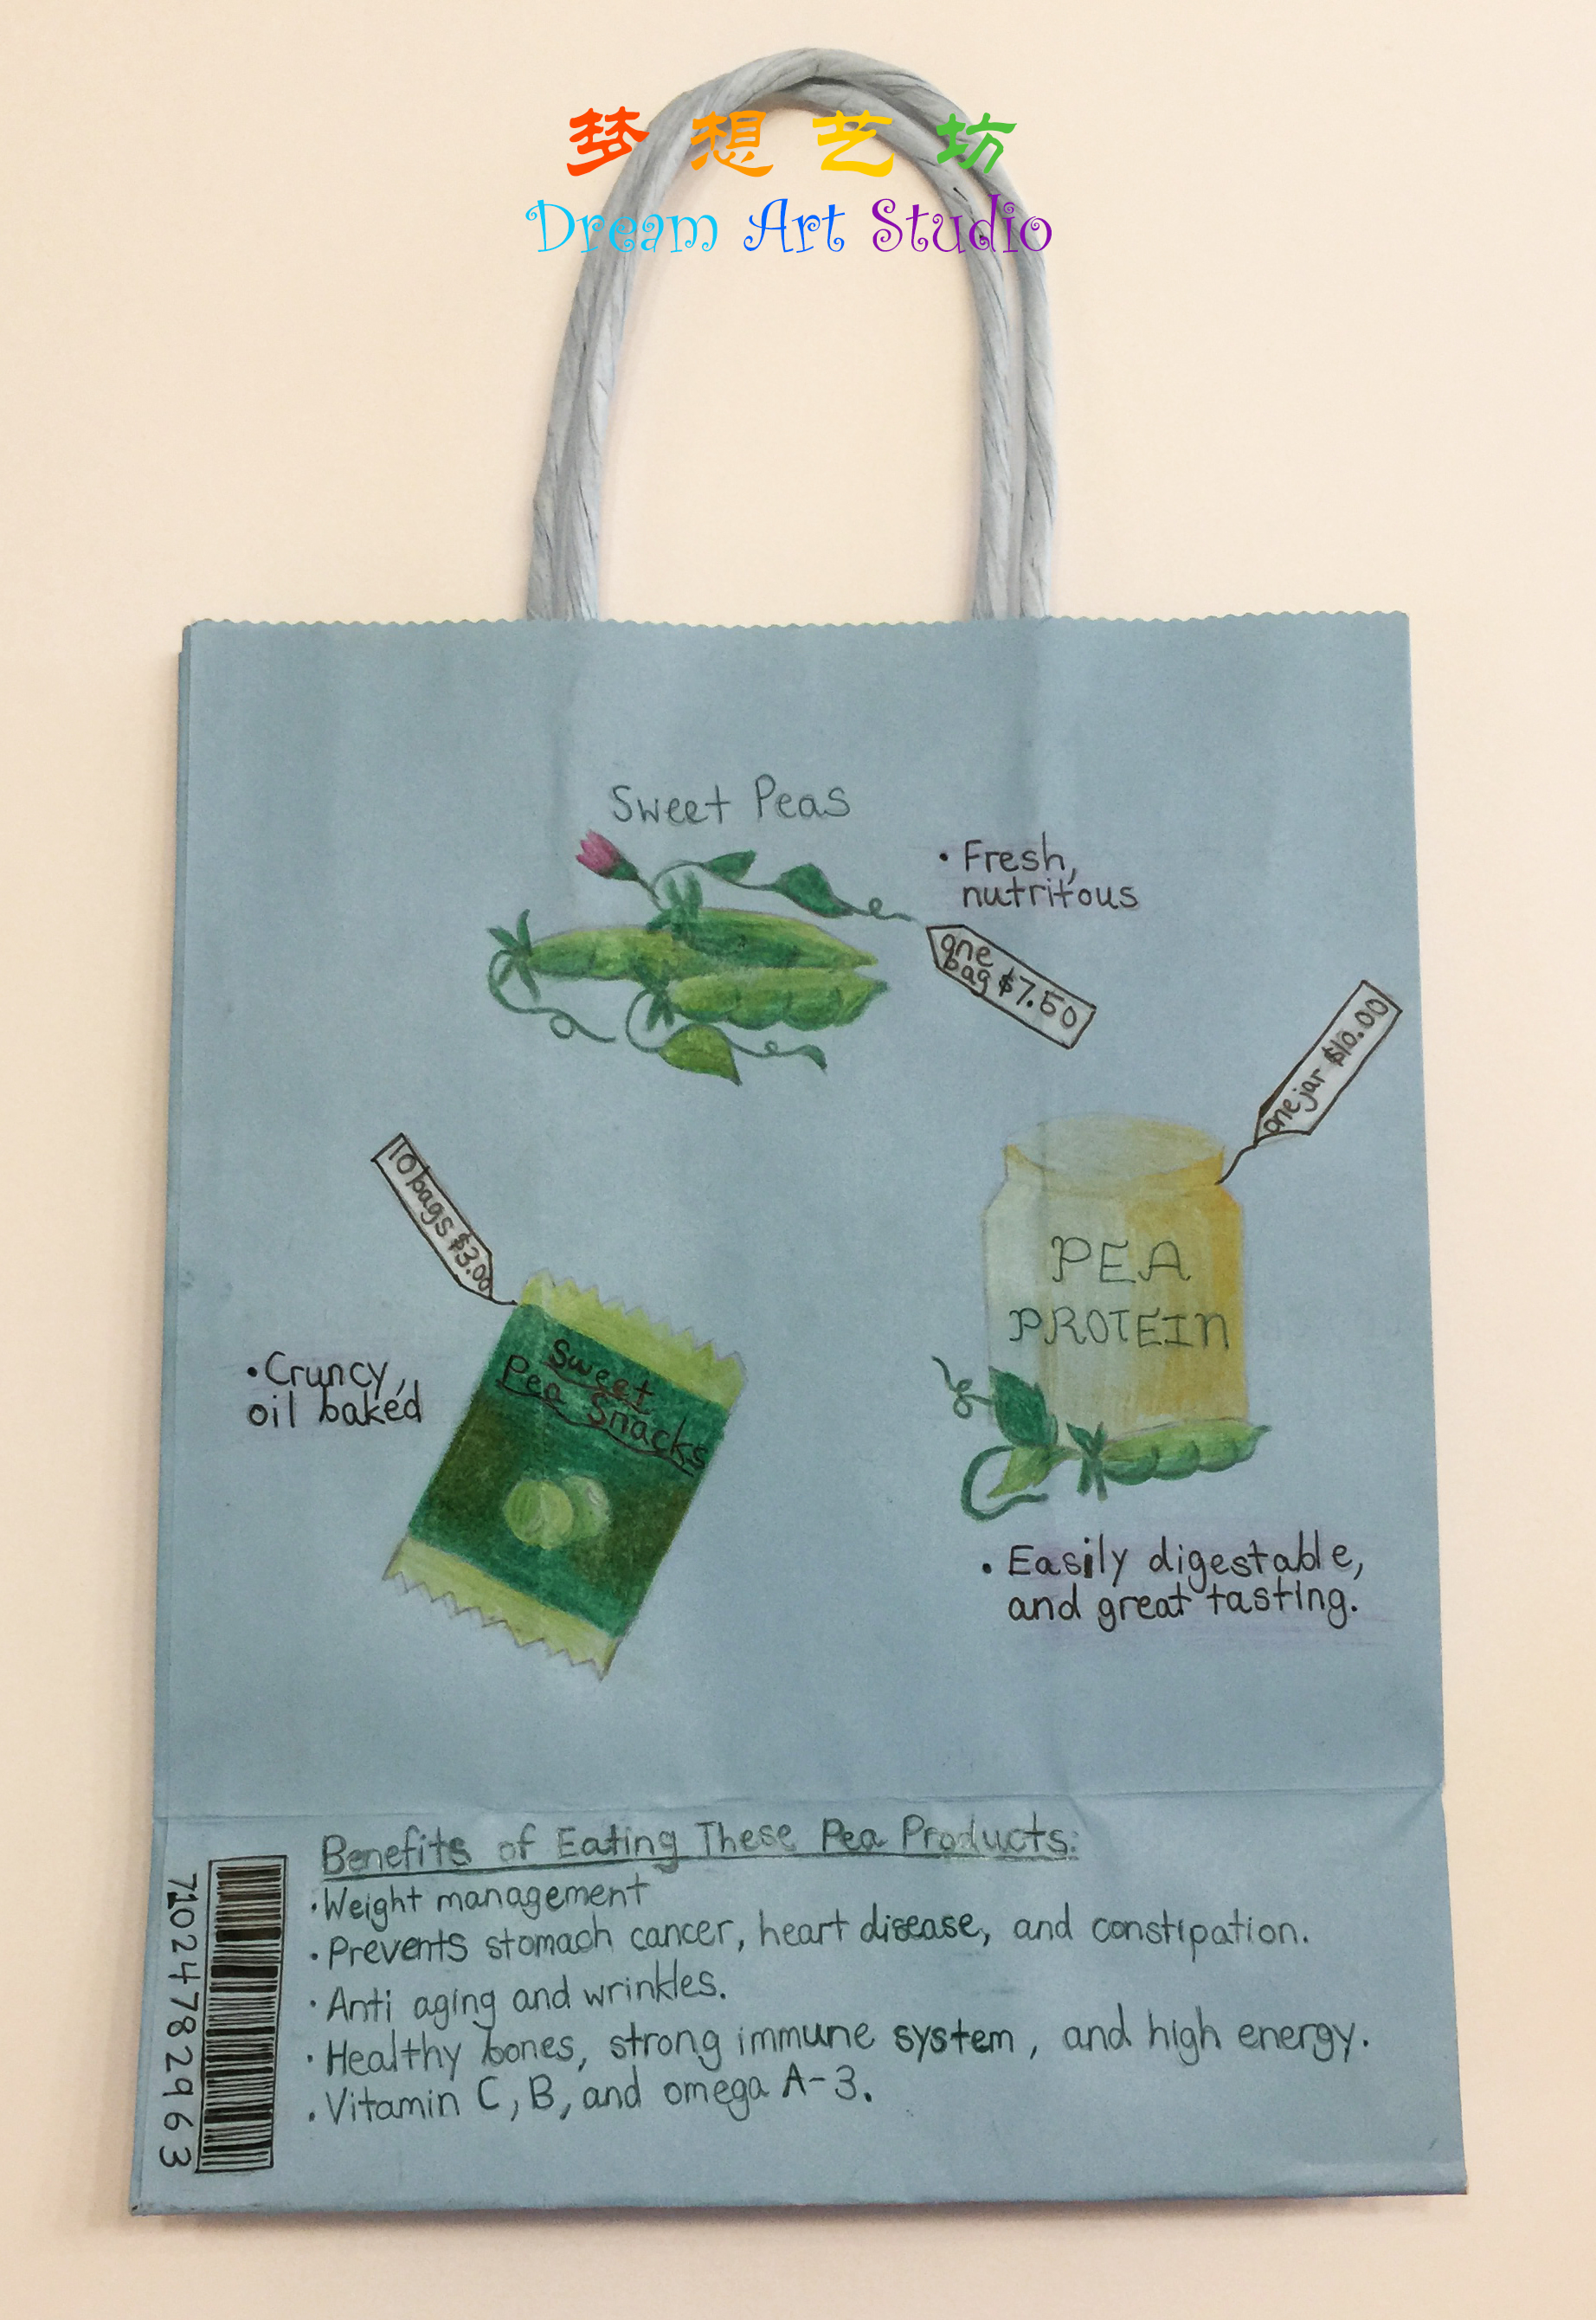 梦想艺坊
Dream Art Studio
Sweet Peas
• Fresh,
nutritous
one
bag $7.50
one jar $10.00
10 bags $3.00
PEA
PROTEIN
Sweet
Pea Snacks
• Cruncy,
oil baked
• Easily digestable,
and great tasting.
Benefits of Eating These Pea Products:
• Weight management
• Prevents stomach cancer, heart disease, and constipation.
• Anti aging and wrinkles.
• Healthy bones, strong immune system, and high energy.
• Vitamin C, B, and omega A-3.
71024782963